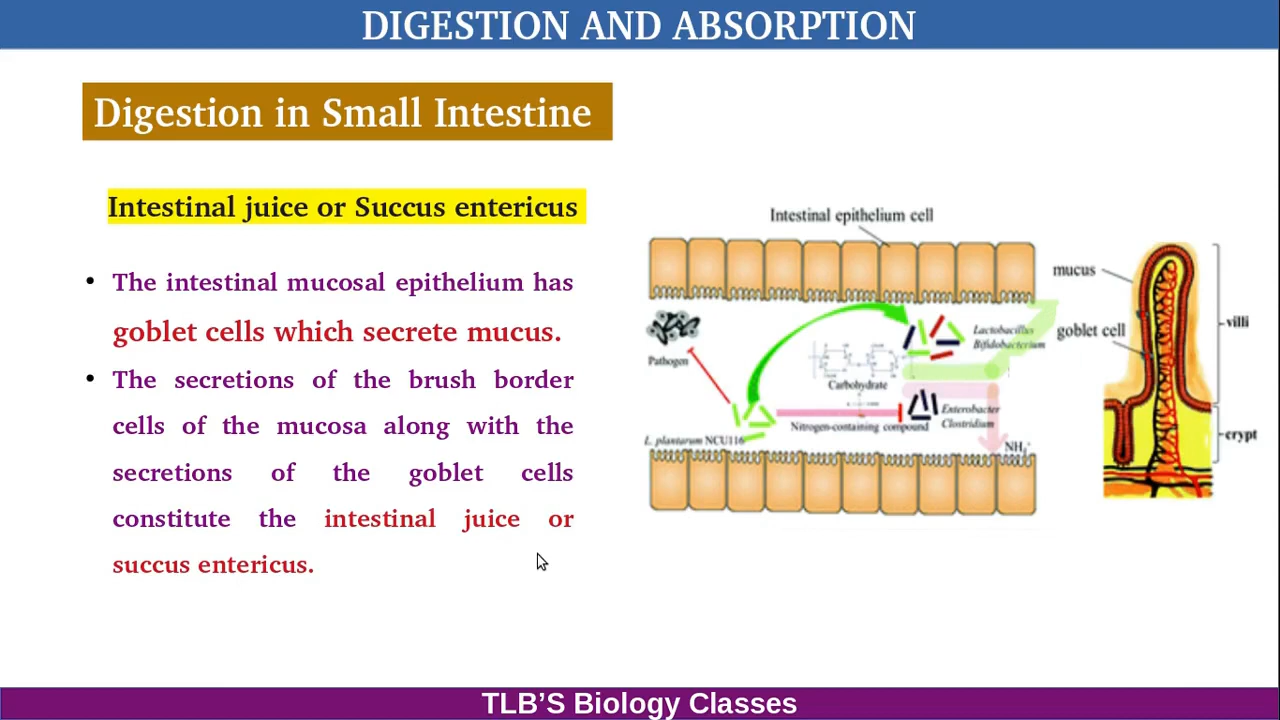 DIGESTION AND ABSORPTION
Digestion in Small Intestine
Intestinal juice or Succus entericus
• The intestinal mucosal epithelium has
goblet cells which secrete mucus.
• The secretions of the brush border
cells of the mucosa along with the
secretions of the goblet cells
constitute the intestinal juice or
succus entericus.
Intestinal epithelium cell
Pathogen
Lactobacillus
Bifidobacterium
Carbohydrate
Enterobacter
Clostridium
Nitrogen-containing compound
L. plantarum NCU116
mucus
goblet cell
villi
crypt
TLB'S Biology Classes